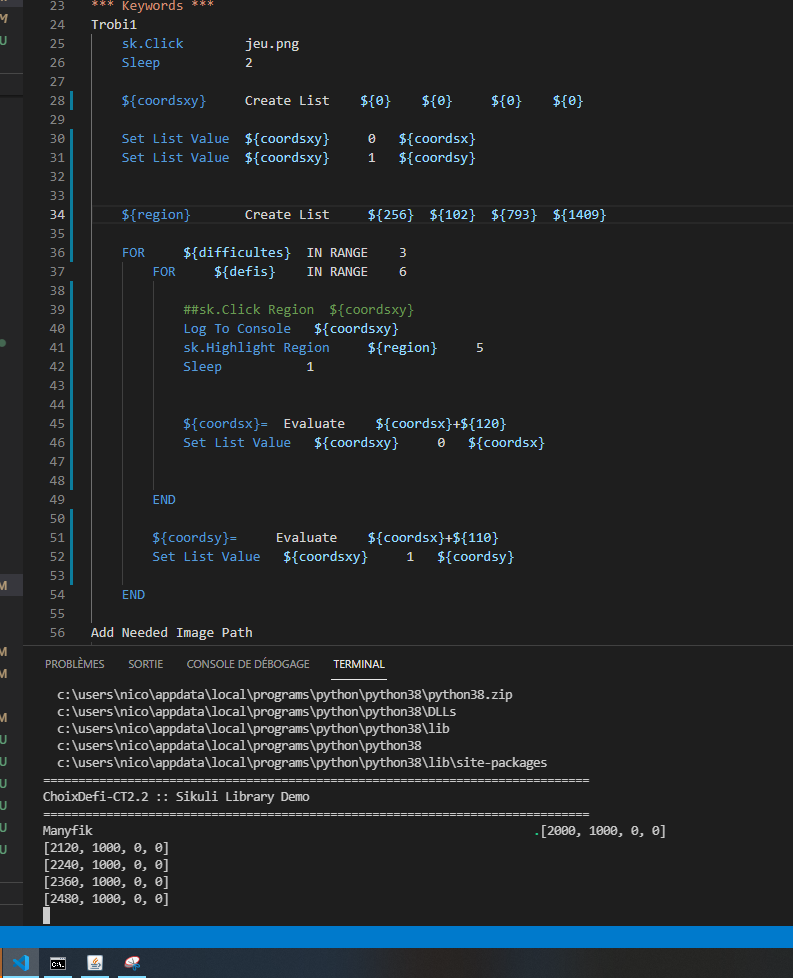 23 *** Keywords ***
M
24 Trobi1
U
25 sk.Click jeu.png
26 Sleep 2
27
28 ${coordsxy} Create List ${0} ${0} ${0} ${0}
29
30 Set List Value ${coordsxy} 0 ${coordsx}
31 Set List Value ${coordsxy} 1 ${coordsy}
32
33
34 ${region} Create List ${256} ${102} ${793} ${1409}
35
36 FOR ${difficultes} IN RANGE 3
37 FOR ${defis} IN RANGE 6
38
39 ##sk.Click Region ${coordsxy}
40 Log To Console ${coordsxy}
41 sk.Highlight Region ${region} 5
42 Sleep 1
43
44
45 ${coordsx}= Evaluate ${coordsx}+${120}
46 Set List Value ${coordsxy} 0 ${coordsx}
47
48
49 END
50
51 ${coordsy}= Evaluate ${coordsx}+${110}
52 Set List Value ${coordsxy} 1 ${coordsy}
53
M
54 END
55
56 Add Needed Image Path
M
PROBLÈMES SORTIE CONSOLE DE DÉBOGAGE TERMINAL
M
c:\users\nico\appdata\local\programs\python\python38\python38.zip
c:\users\nico\appdata\local\programs\python\python38\DLLs
M
c:\users\nico\appdata\local\programs\python\python38\lib
U
c:\users\nico\appdata\local\programs\python\python38
U
c:\users\nico\appdata\local\programs\python\python38\lib\site-packages
U
==============================================================================
ChoixDefi-CT2.2 :: Sikuli Library Demo
U
==============================================================================
U
Manyfik .[2000, 1000, 0, 0]
[2120, 1000, 0, 0]
U
[2240, 1000, 0, 0]
[2360, 1000, 0, 0]
[2480, 1000, 0, 0]
C:\.